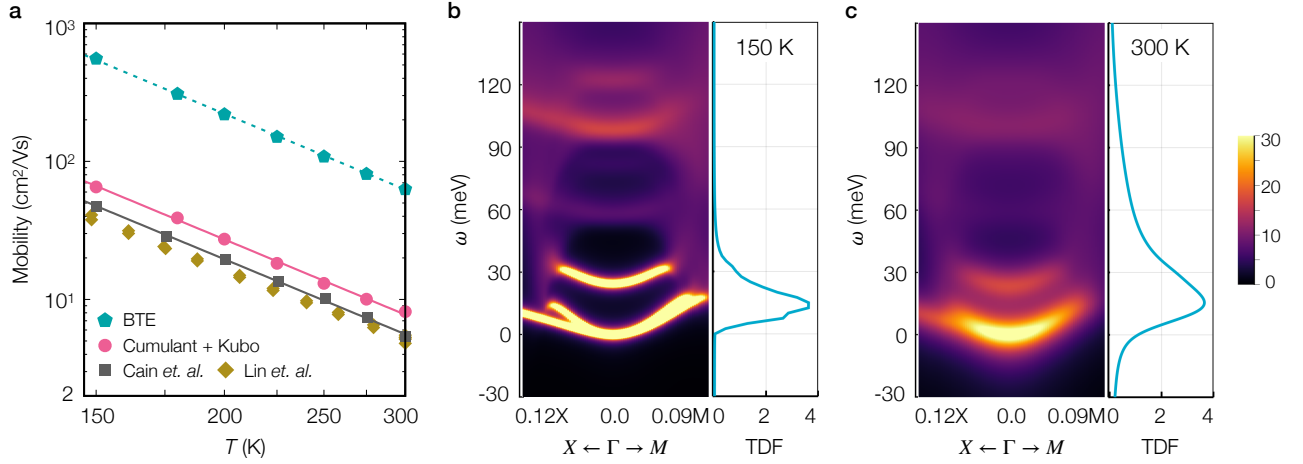 a
10³
10²
10¹
2
Mobility (cm²/Vs)
BTE
Cumulant + Kubo
Cain et. al.
Lin et. al.
150
200
250
300
T (K)
b
150 K
120
90
60
30
0
-30
ω (meV)
0.12X
0.0
0.09M
X ← Γ → M
0
2
4
TDF
c
300 K
120
90
60
30
0
-30
ω (meV)
0.12X
0.0
0.09M
X ← Γ → M
0
2
4
TDF
30
20
10
0